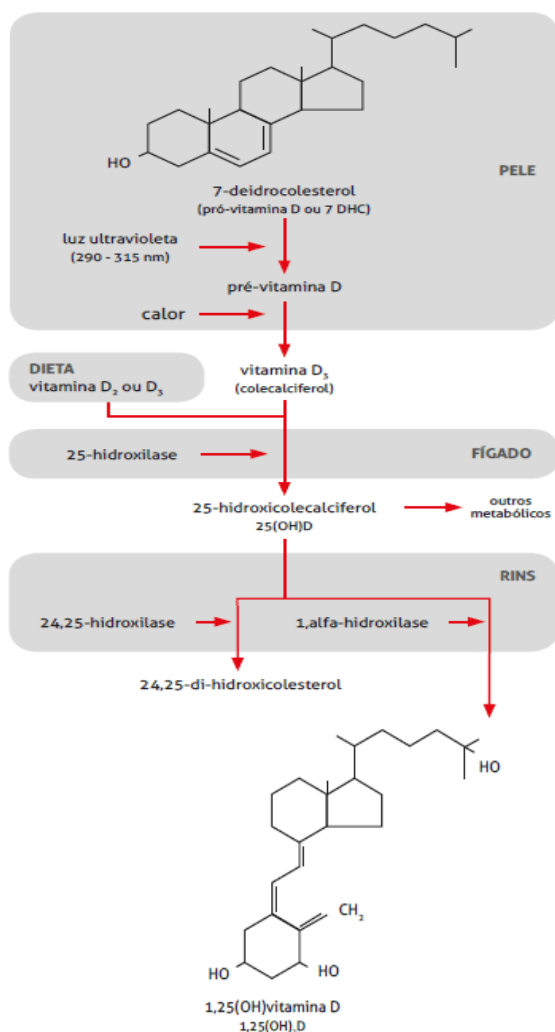 HO
PELE
7-deidrocolesterol
(pró-vitamina D ou 7 DHC)
luz ultravioleta
(290 - 315 nm)
pré-vitamina D
calor
DIETA
vitamina D₂ ou D₃
vitamina D₃
(colecalciferol)
25-hidroxilase
FÍGADO
25-hidroxicolecalciferol
25(OH)D
outros
metabólicos
RINS
24,25-hidroxilase
1,alfa-hidroxilase
24,25-di-hidroxicolesterol
HO
CH₂
HO
HO
1,25(OH)vitamina D
1,25(OH).D